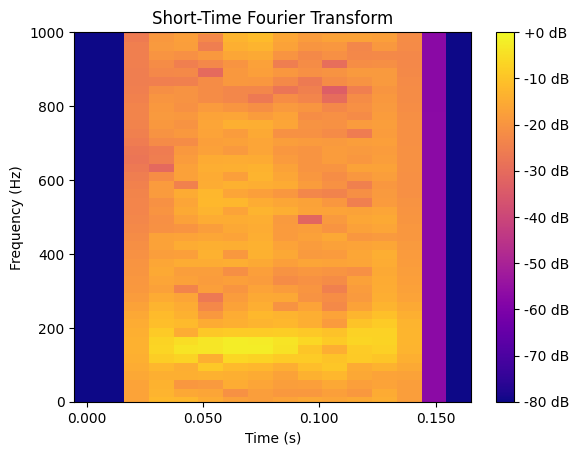 Short-Time Fourier Transform
1000
800
600
400
200
0
Frequency (Hz)
0.000
0.050
0.100
0.150
Time (s)
+0 dB
-10 dB
-20 dB
-30 dB
-40 dB
-50 dB
-60 dB
-70 dB
-80 dB